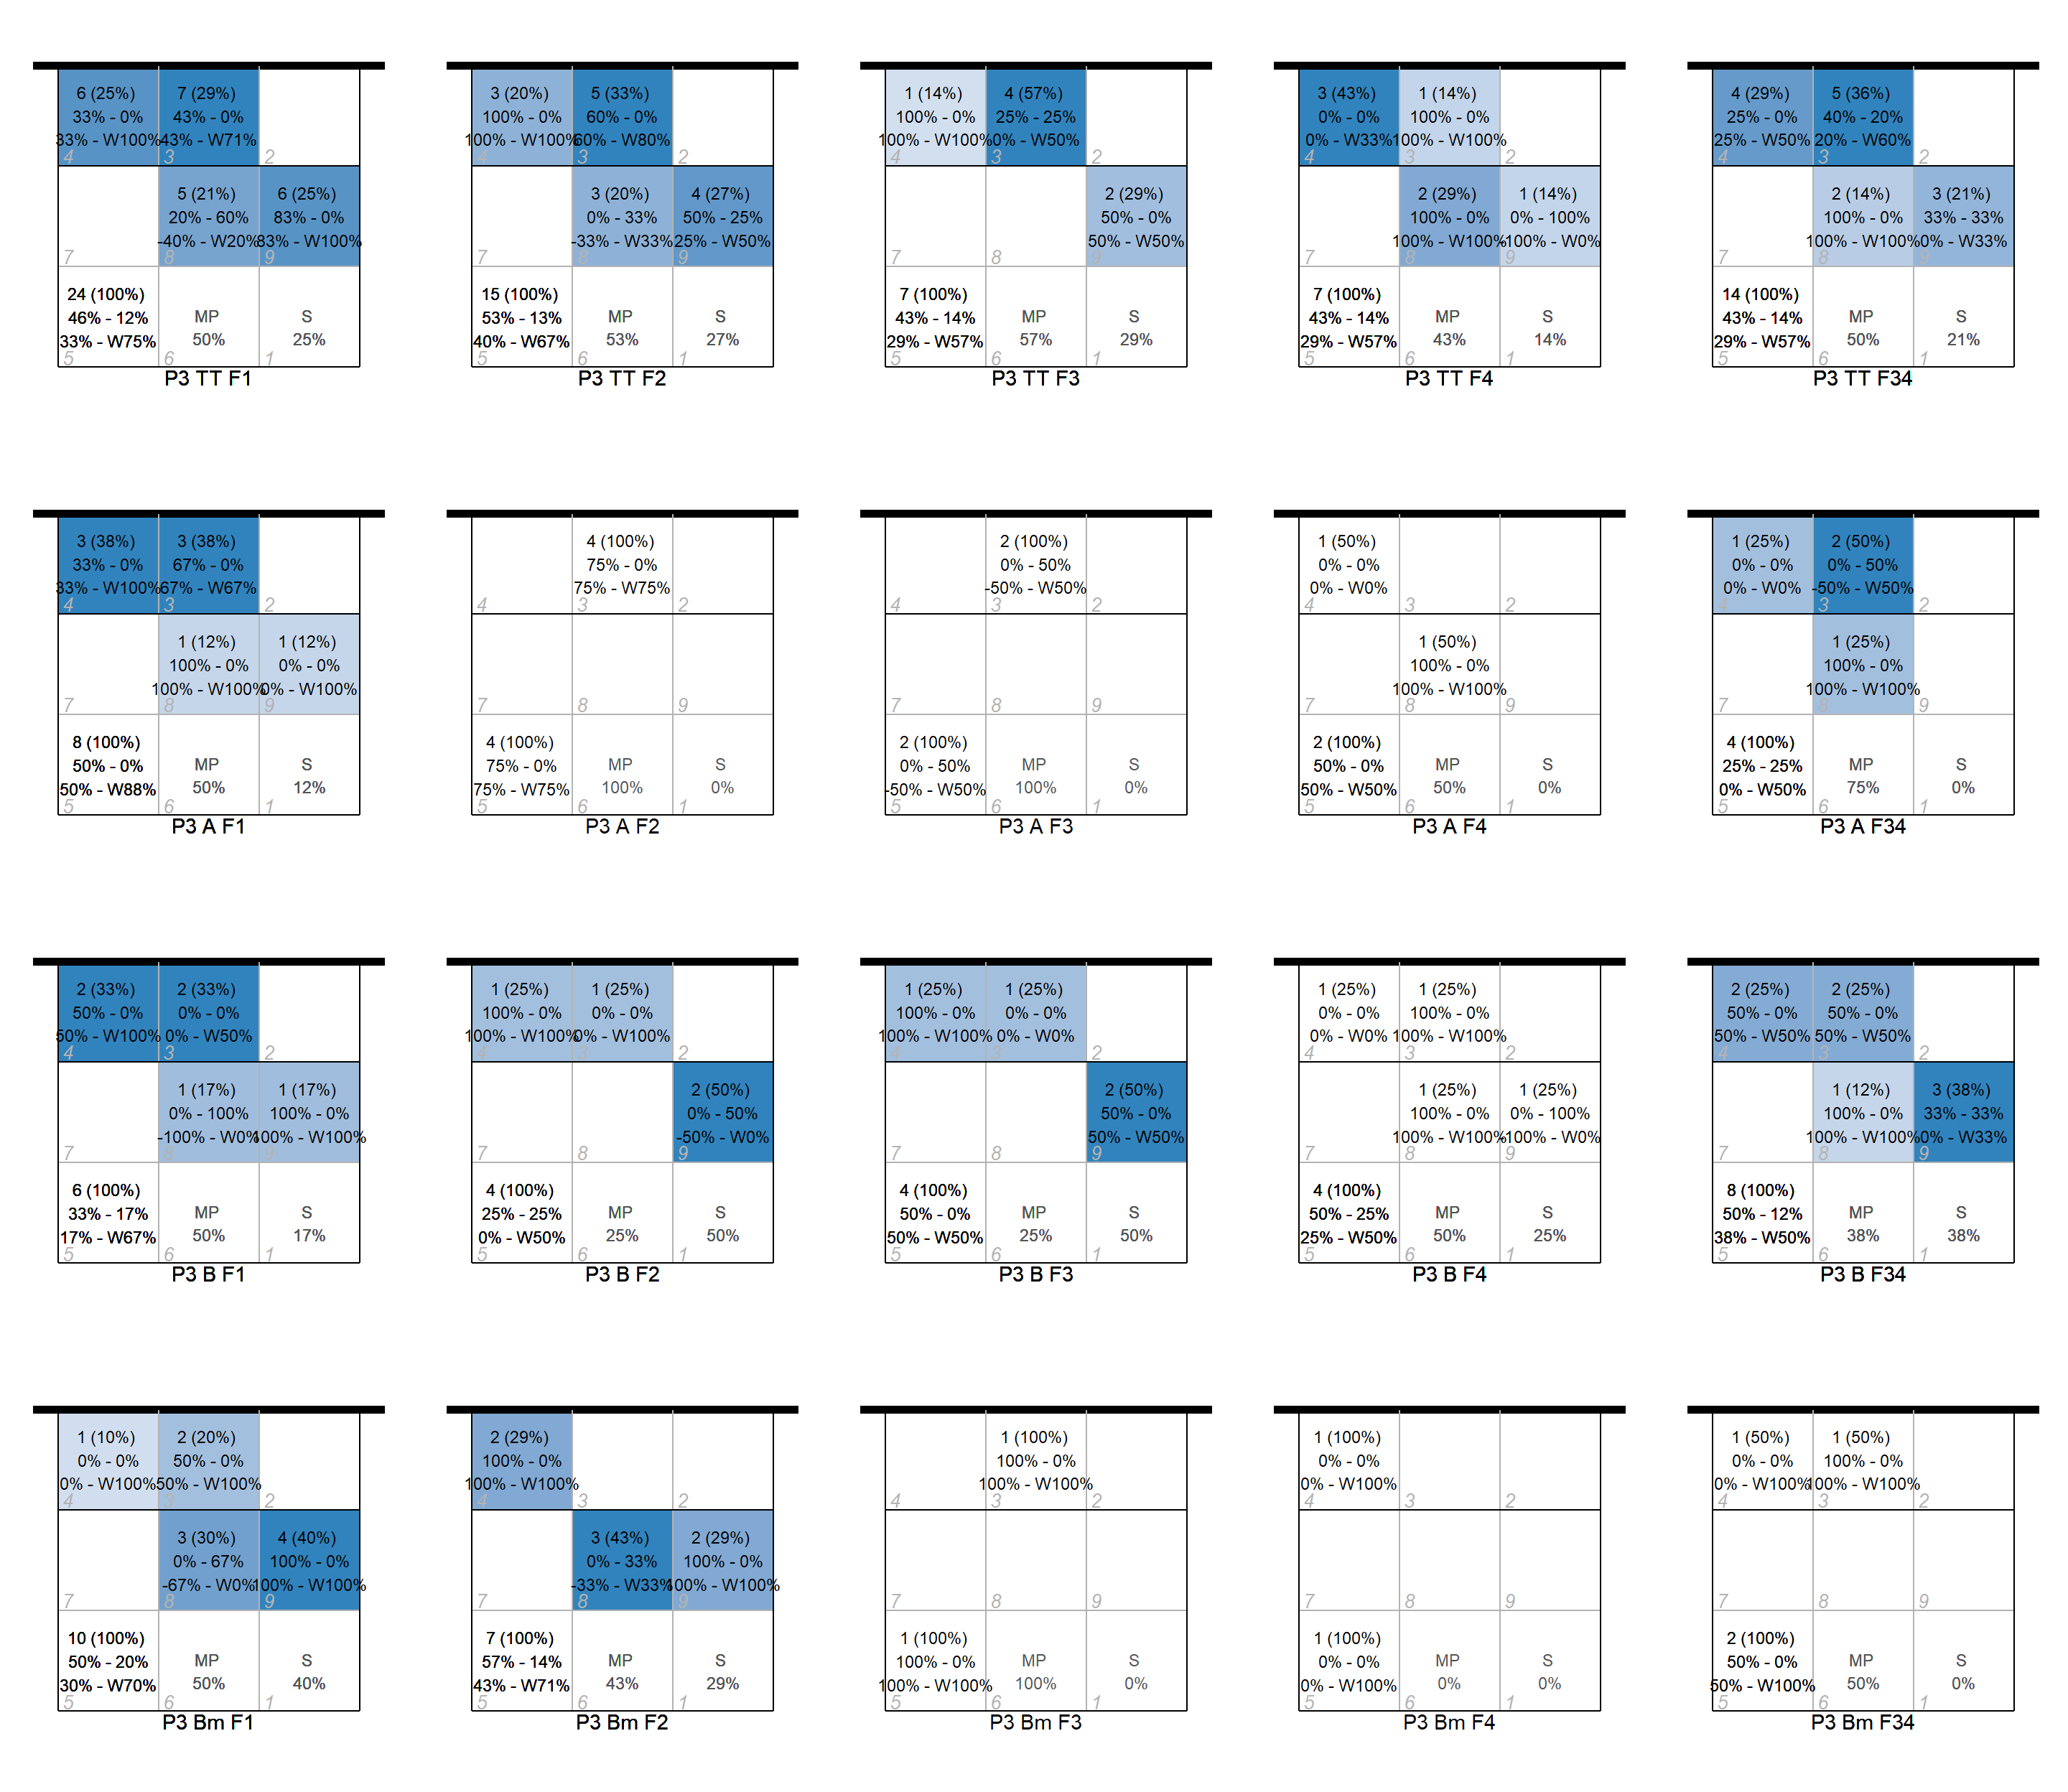 6 (25%) 7 (29%)
33% - 0% 43% - 0%
33% - W100% 43% - W71%
4 3 2
5 (21%) 6 (25%)
20% - 60% 83% - 0%
-40% - W20% 83% - W100%
7 8 9
24 (100%)
46% - 12% MP S
33% - W75% 50% 25%
5 6 1
P3 TT F1
3 (20%) 5 (33%)
100% - 0% 60% - 0%
100% - W100% 60% - W80%
4 3 2
3 (20%) 4 (27%)
0% - 33% 50% - 25%
-33% - W33% 25% - W50%
7 8 9
15 (100%)
53% - 13% MP S
40% - W67% 53% 27%
5 6 1
P3 TT F2
1 (14%) 4 (57%)
100% - 0% 25% - 25%
100% - W100% 0% - W50%
4 3 2
2 (29%)
50% - 0%
50% - W50%
7 8 9
7 (100%)
43% - 14% MP S
29% - W57% 57% 29%
5 6 1
P3 TT F3
3 (43%) 1 (14%)
0% - 0% 100% - 0%
0% - W33% 100% - W100%
4 3 2
2 (29%) 1 (14%)
100% - 0% 0% - 100%
100% - W100% -100% - W0%
7 8 9
7 (100%)
43% - 14% MP S
29% - W57% 43% 14%
5 6 1
P3 TT F4
4 (29%) 5 (36%)
25% - 0% 40% - 20%
25% - W50% 20% - W60%
4 3 2
2 (14%) 3 (21%)
100% - 0% 33% - 33%
100% - W100% 0% - W33%
7 8 9
14 (100%)
43% - 14% MP S
29% - W57% 50% 21%
5 6 1
P3 TT F34
3 (38%) 3 (38%)
33% - 0% 67% - 0%
33% - W100% 67% - W67%
4 3 2
1 (12%) 1 (12%)
100% - 0% 0% - 0%
100% - W100% 0% - W100%
7 8 9
8 (100%)
50% - 0% MP S
50% - W88% 50% 12%
5 6 1
P3 A F1
4 (100%)
75% - 0%
75% - W75%
4 3 2
7 8 9
4 (100%)
75% - 0% MP S
75% - W75% 100% 0%
5 6 1
P3 A F2
2 (100%)
0% - 50%
-50% - W50%
4 3 2
7 8 9
2 (100%)
0% - 50% MP S
-50% - W50% 100% 0%
5 6 1
P3 A F3
1 (50%)
0% - 0%
0% - W0%
4 3 2
1 (50%)
100% - 0%
100% - W100%
7 8 9
2 (100%)
50% - 0% MP S
50% - W50% 50% 0%
5 6 1
P3 A F4
1 (25%) 2 (50%)
0% - 0% 0% - 50%
0% - W0% -50% - W50%
4 3 2
1 (25%)
100% - 0%
100% - W100%
7 8 9
4 (100%)
25% - 25% MP S
0% - W50% 75% 0%
5 6 1
P3 A F34
2 (33%) 2 (33%)
50% - 0% 0% - 0%
50% - W100% 0% - W50%
4 3 2
1 (17%) 1 (17%)
0% - 100% 100% - 0%
-100% - W0% 100% - W100%
7 8 9
6 (100%)
33% - 17% MP S
17% - W67% 50% 17%
5 6 1
P3 B F1
1 (25%) 1 (25%)
100% - 0% 0% - 0%
100% - W100% 0% - W100%
4 3 2
2 (50%)
0% - 50%
-50% - W0%
7 8 9
4 (100%)
25% - 25% MP S
0% - W50% 25% 50%
5 6 1
P3 B F2
1 (25%) 1 (25%)
100% - 0% 0% - 0%
100% - W100% 0% - W0%
4 3 2
2 (50%)
50% - 0%
50% - W50%
7 8 9
4 (100%)
50% - 0% MP S
50% - W50% 25% 50%
5 6 1
P3 B F3
1 (25%) 1 (25%)
0% - 0% 100% - 0%
0% - W0% 100% - W100%
4 3 2
1 (25%) 1 (25%)
100% - 0% 0% - 100%
100% - W100% -100% - W0%
7 8 9
4 (100%)
50% - 25% MP S
25% - W50% 50% 25%
5 6 1
P3 B F4
2 (25%) 2 (25%)
50% - 0% 50% - 0%
50% - W50% 50% - W50%
4 3 2
1 (12%) 3 (38%)
100% - 0% 33% - 33%
100% - W100% 0% - W33%
7 8 9
8 (100%)
50% - 12% MP S
38% - W50% 38% 38%
5 6 1
P3 B F34
1 (10%) 2 (20%)
0% - 0% 50% - 0%
0% - W100% 50% - W100%
4 3 2
3 (30%) 4 (40%)
0% - 67% 100% - 0%
-67% - W0% 100% - W100%
7 8 9
10 (100%)
50% - 20% MP S
30% - W70% 50% 40%
5 6 1
P3 Bm F1
2 (29%)
100% - 0%
100% - W100%
4 3 2
3 (43%) 2 (29%)
0% - 33% 100% - 0%
-33% - W33% 100% - W100%
7 8 9
7 (100%)
57% - 14% MP S
43% - W71% 43% 29%
5 6 1
P3 Bm F2
1 (100%)
100% - 0%
100% - W100%
4 3 2
7 8 9
1 (100%)
100% - 0% MP S
100% - W100% 100% 0%
5 6 1
P3 Bm F3
1 (100%)
0% - 0%
0% - W100%
4 3 2
7 8 9
1 (100%)
0% - 0% MP S
0% - W100% 0% 0%
5 6 1
P3 Bm F4
1 (50%) 1 (50%)
0% - 0% 100% - 0%
0% - W100% 100% - W100%
4 3 2
7 8 9
2 (100%)
50% - 0% MP S
50% - W100% 50% 0%
5 6 1
P3 Bm F34